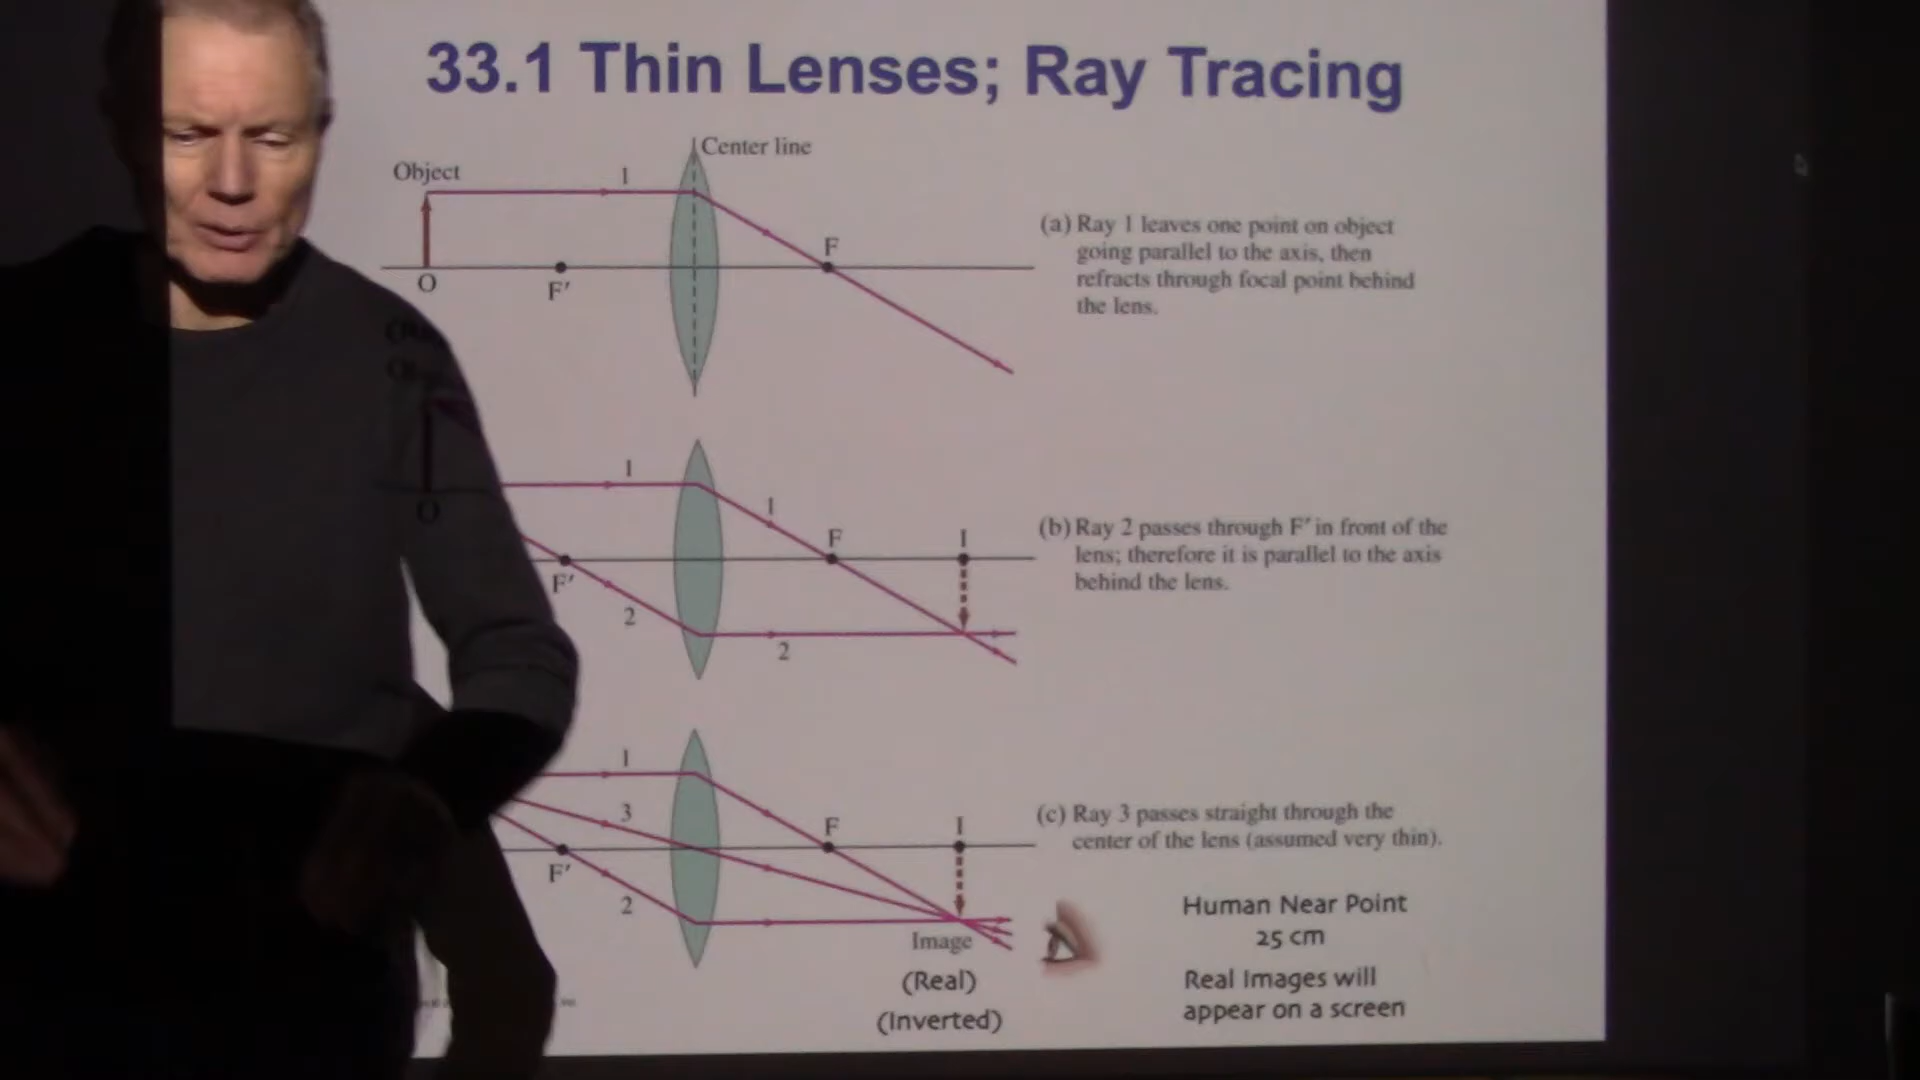 33.1 Thin Lenses; Ray Tracing
Center line
Object
1
F
O
F′
(a) Ray 1 leaves one point on object
going parallel to the axis, then
refracts through focal point behind
the lens.
1
1
F
I
O
F′
2
2
(b) Ray 2 passes through F′ in front of the
lens; therefore it is parallel to the axis
behind the lens.
1
3
F
I
F′
2
(c) Ray 3 passes straight through the
center of the lens (assumed very thin).
Image
(Real)
(Inverted)
Human Near Point
25 cm
Real Images will
appear on a screen